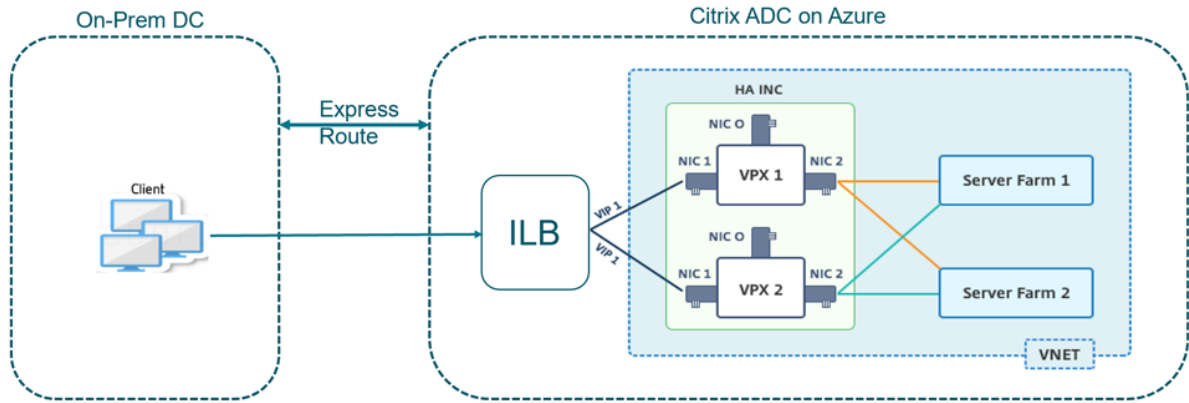 On-Prem DC
Citrix ADC on Azure
Express
Route
Client
ILB
VIP 1
VIP 1
HA INC
NIC O
NIC 1
VPX 1
NIC 2
NIC O
NIC 1
VPX 2
NIC 2
Server Farm 1
Server Farm 2
VNET